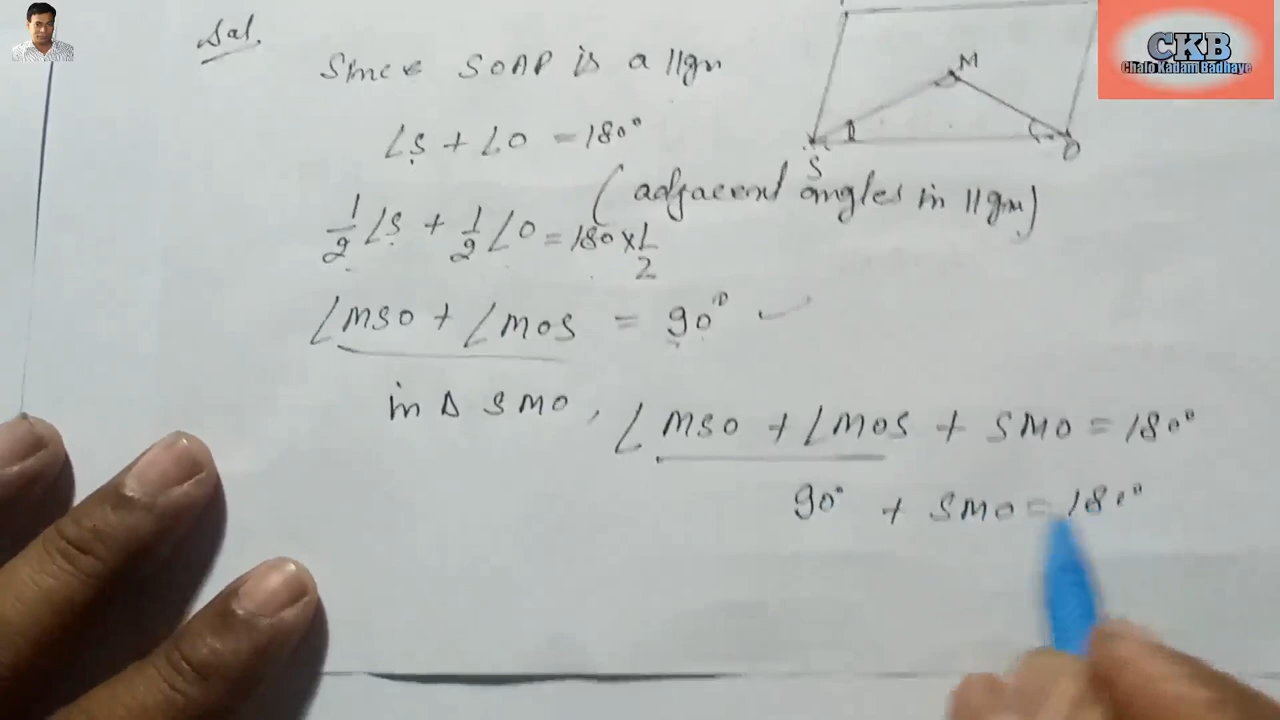 Sol.
Since SOAP is a ||gm
∠S + ∠O = 180°
(adjacent angles in ||gm)
1/2 ∠S + 1/2 ∠O = 180 × 1/2
∠MSO + ∠MOS = 90° ✓
in Δ SMO, ∠MSO + ∠MOS + SMO = 180°
90° + SMO = 180°
M
S
O
CKB
Chalo Kadam Badhaye